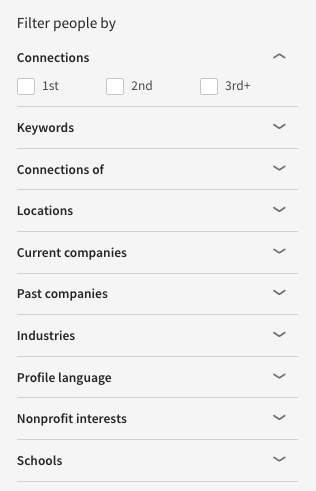 Filter people by
Connections
1st 2nd 3rd+
Keywords
Connections of
Locations
Current companies
Past companies
Industries
Profile language
Nonprofit interests
Schools